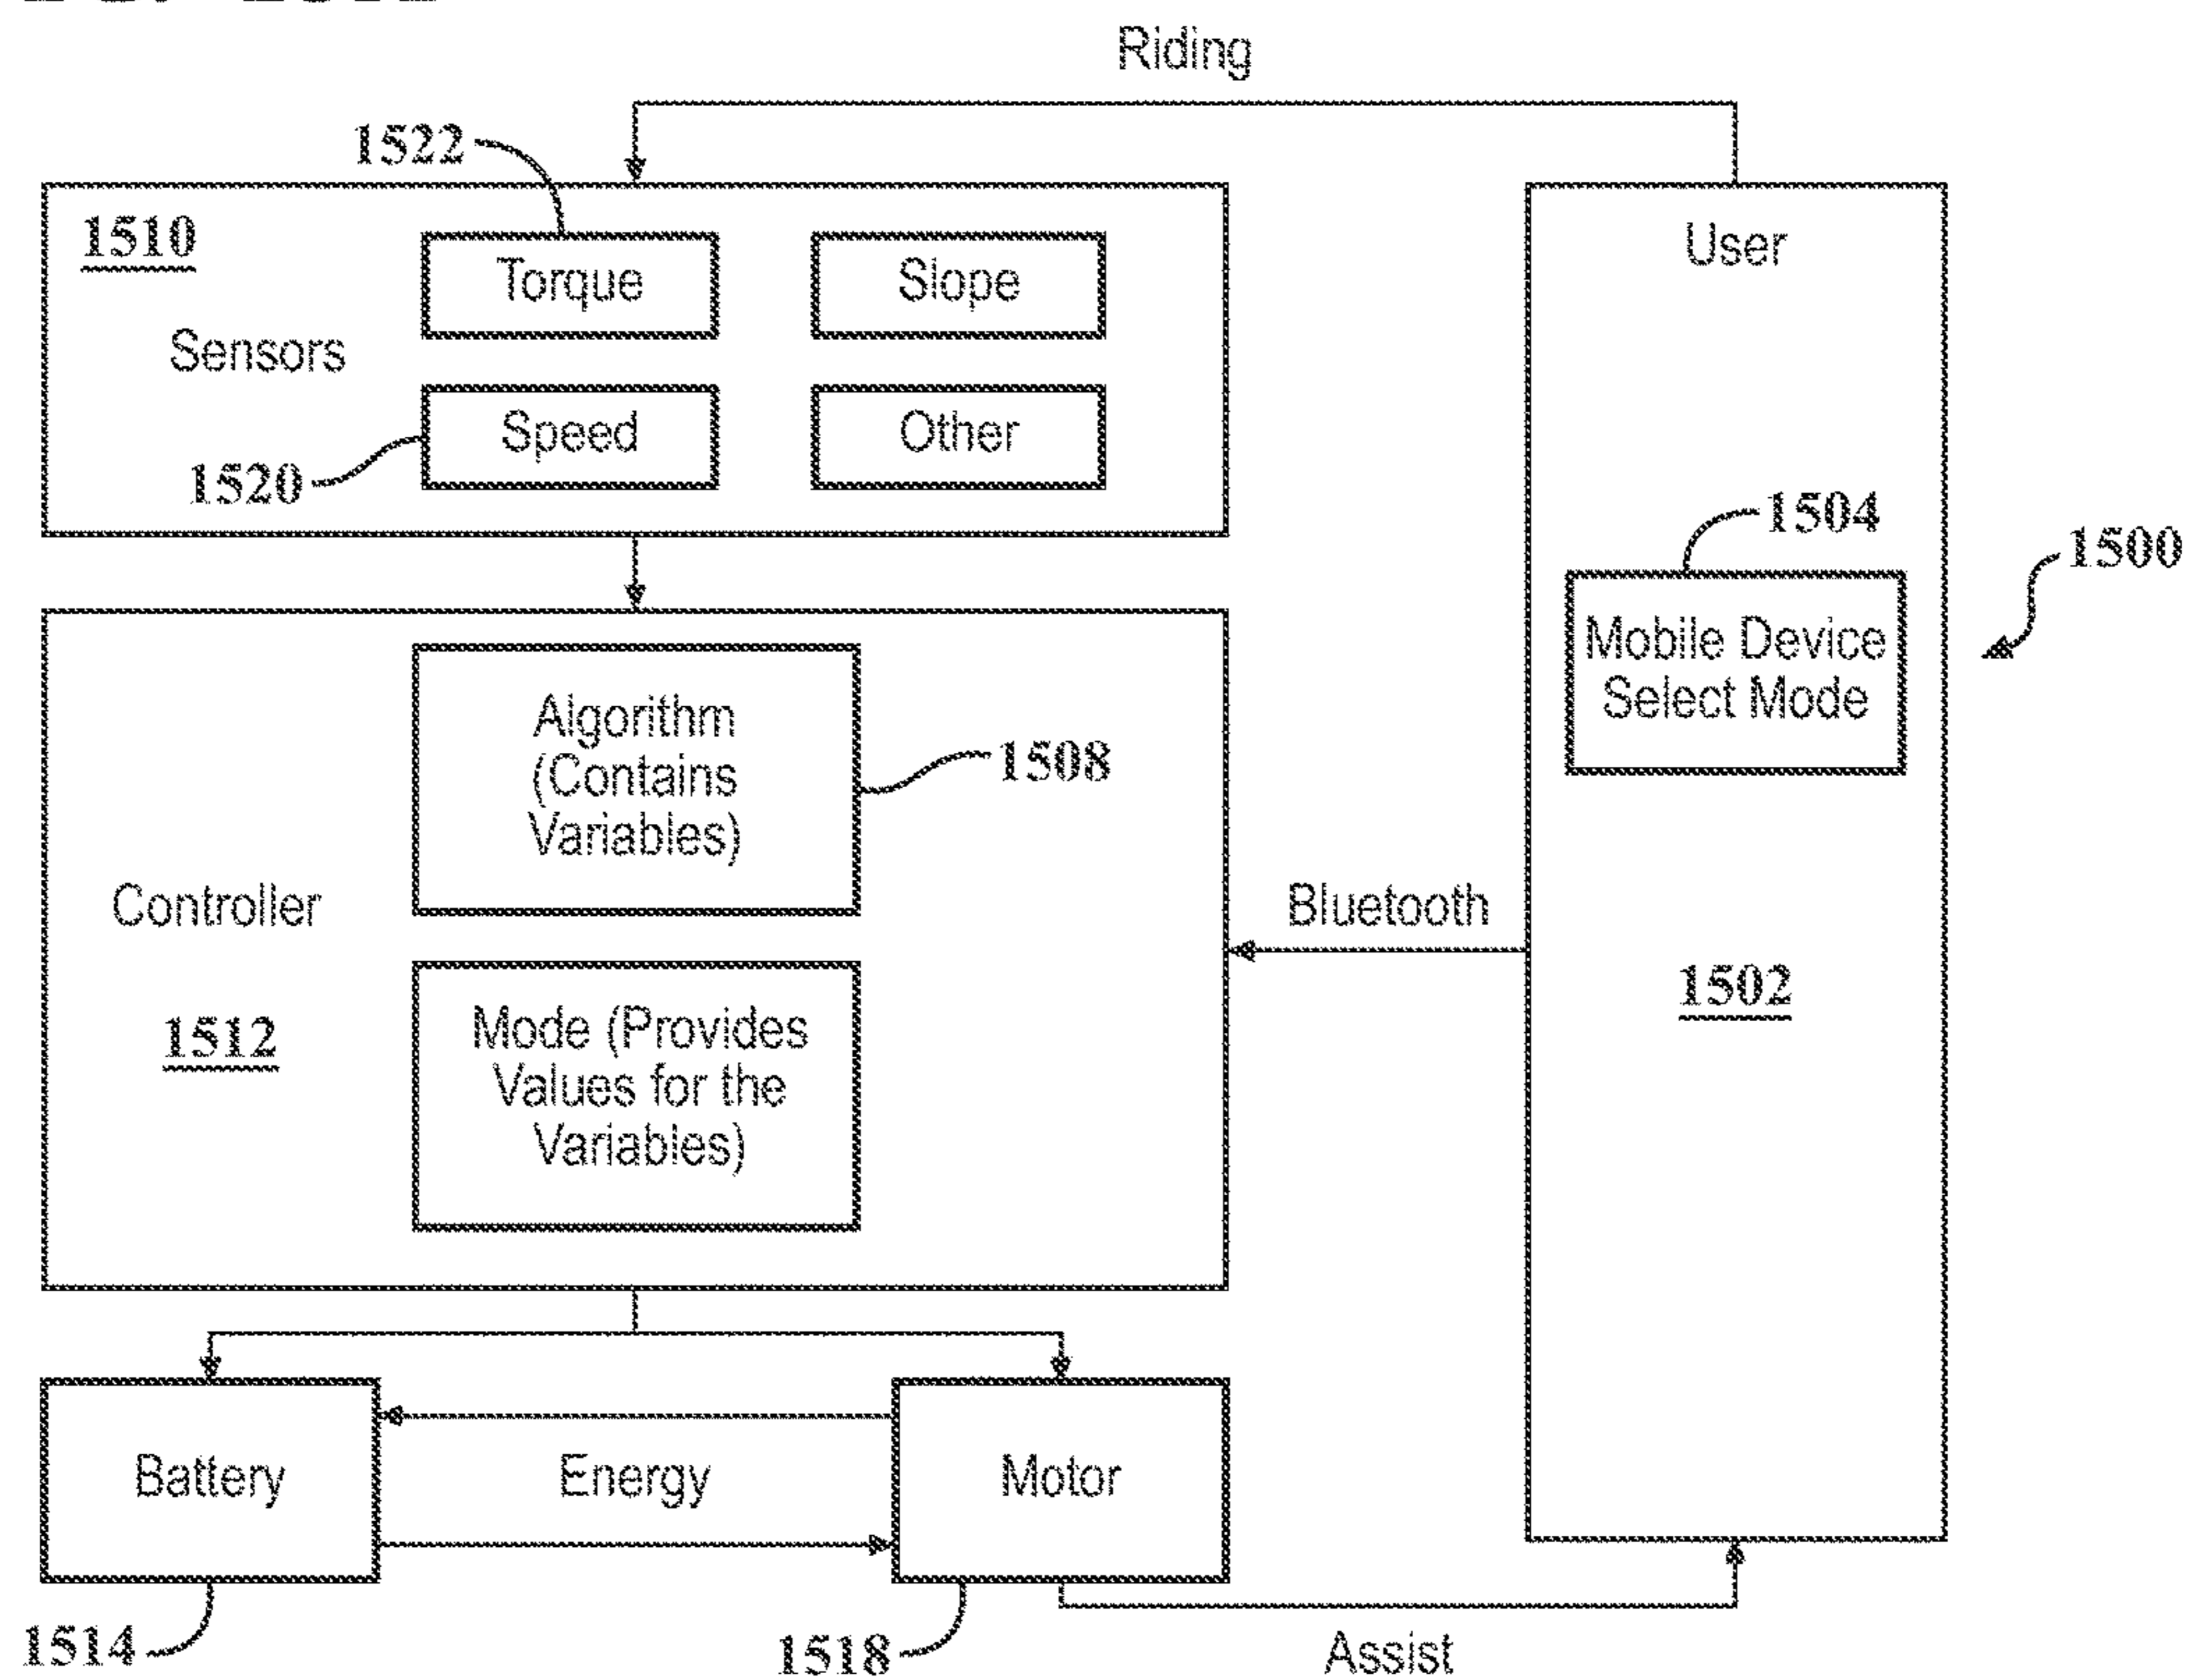 Riding
1522
1510
Torque
Slope
User
Sensors
Speed
Other
1520
1504
1500
Mobile Device
Select Mode
Algorithm
(Contains
Variables)
1508
Controller
Bluetooth
1502
1512
Mode (Provides
Values for the
Variables)
Battery
Energy
Motor
1514
1518
Assist